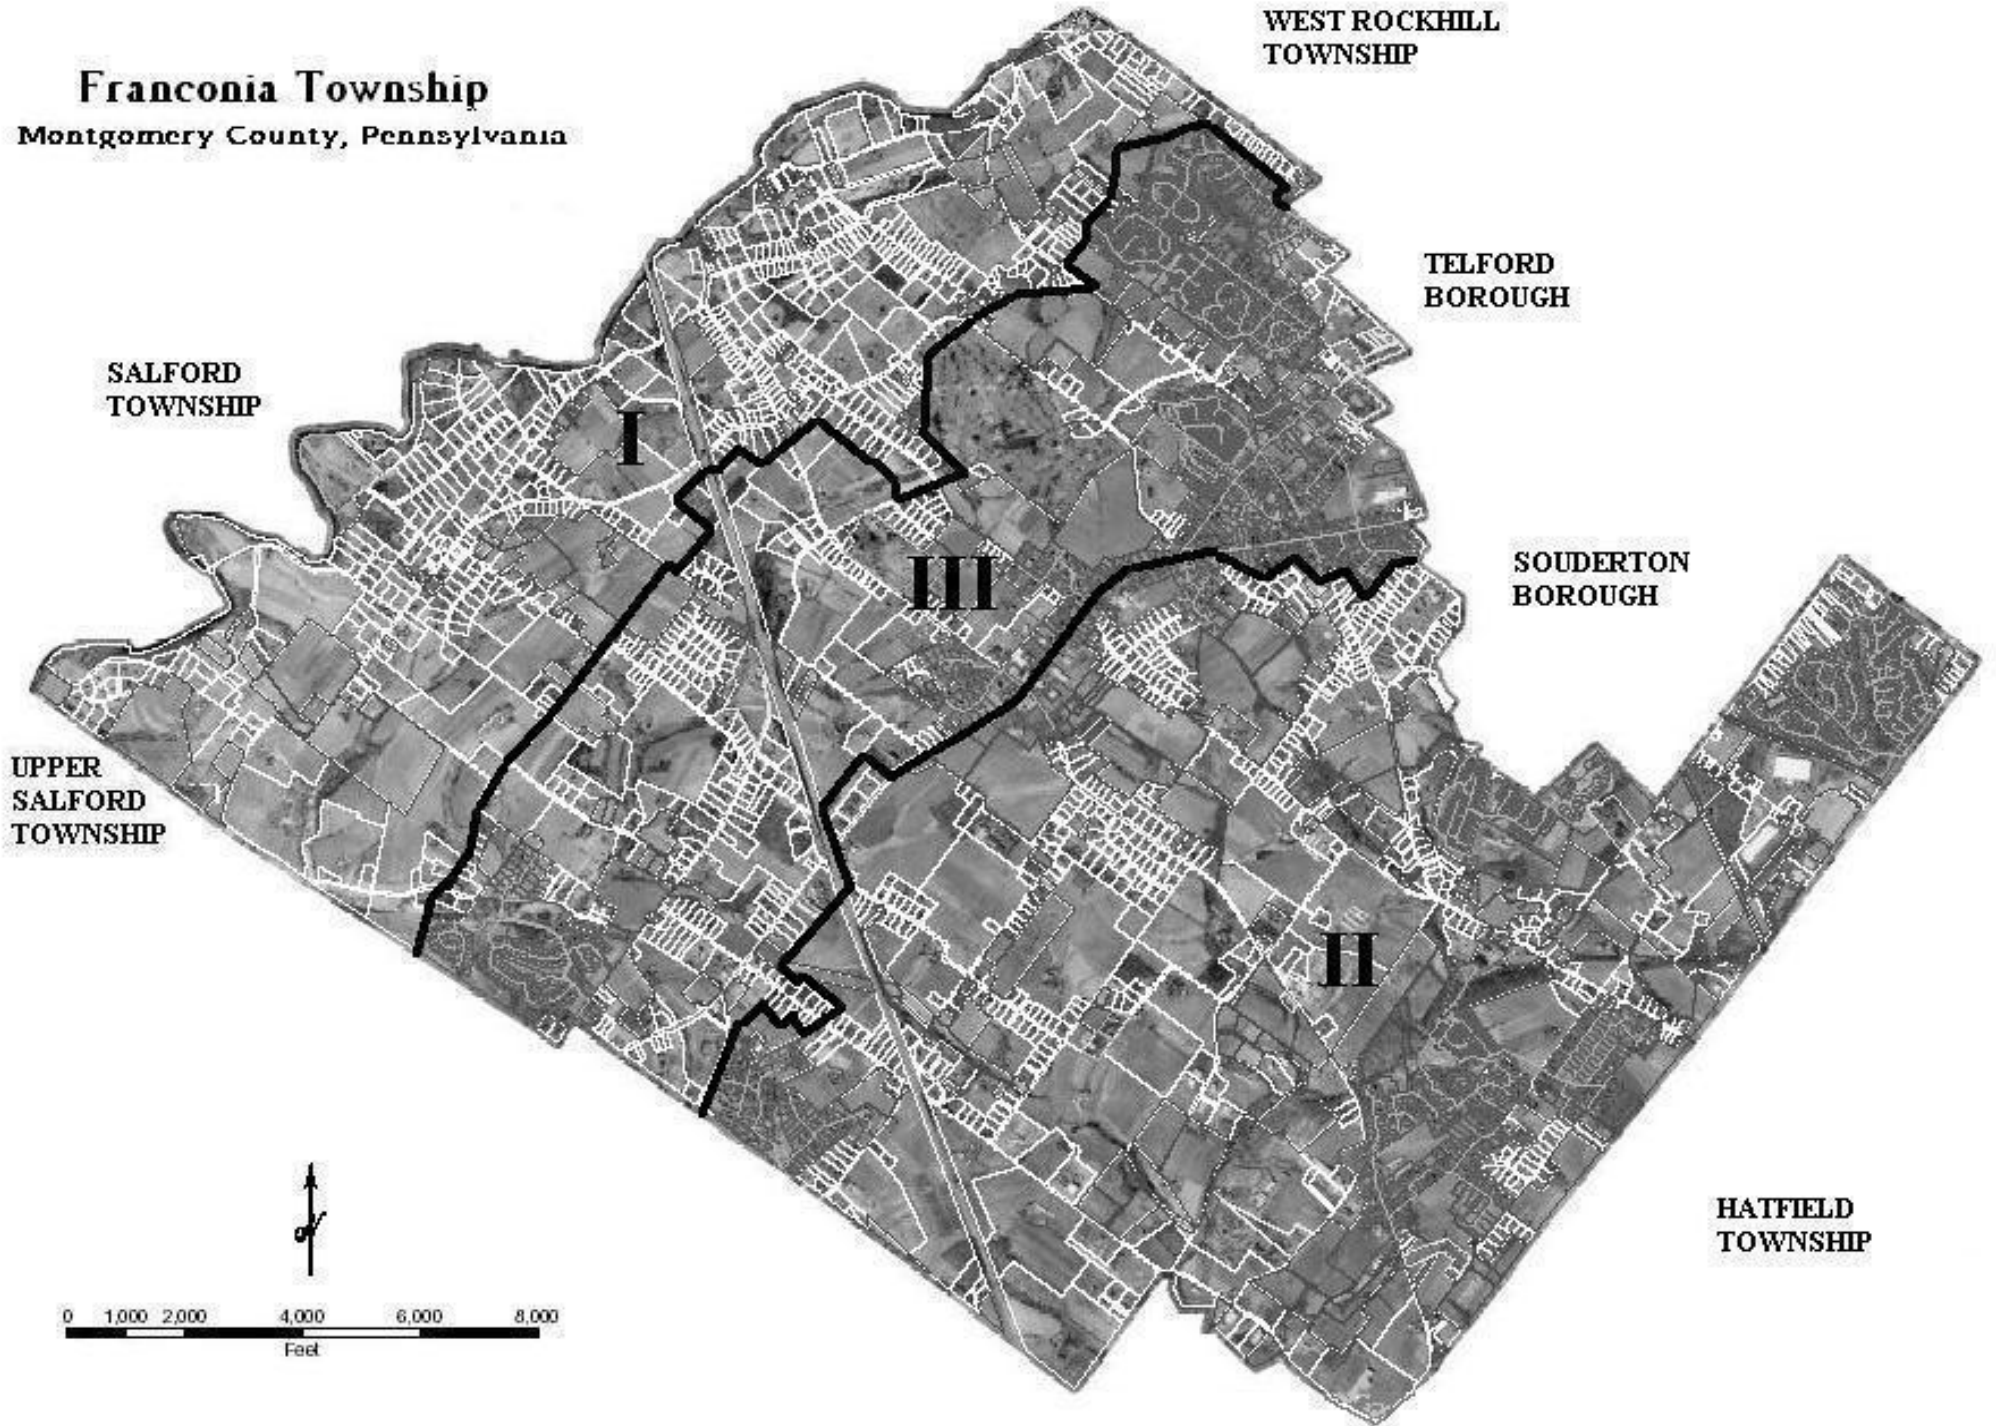 Franconia Township
Montgomery County, Pennsylvania
WEST ROCKHILL
TOWNSHIP
TELFORD
BOROUGH
SALFORD
TOWNSHIP
I
III
SOUDERTON
BOROUGH
UPPER
SALFORD
TOWNSHIP
II
HATFIELD
TOWNSHIP
0 1,000 2,000 4,000 6,000 8,000
Feet